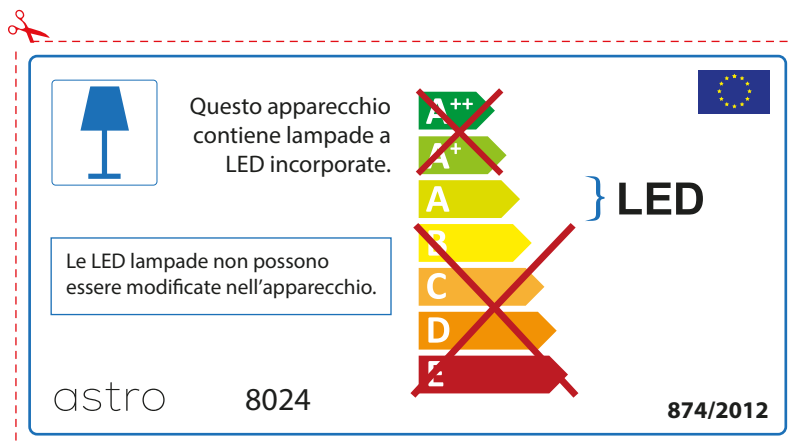 Questo apparecchio
contiene lampade a
LED incorporate.
Le LED lampade non possono
essere modificate nell'apparecchio.
A++
A+
A
B
C
D
E
LED
astro 8024
874/2012